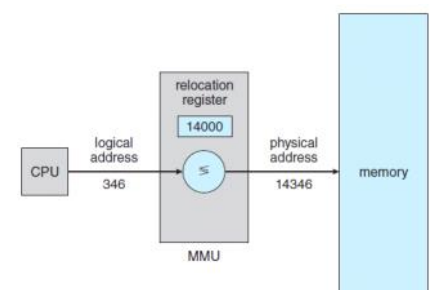 relocation
register
14000
logical
address
physical
address
CPU
≶
memory
346
14346
MMU